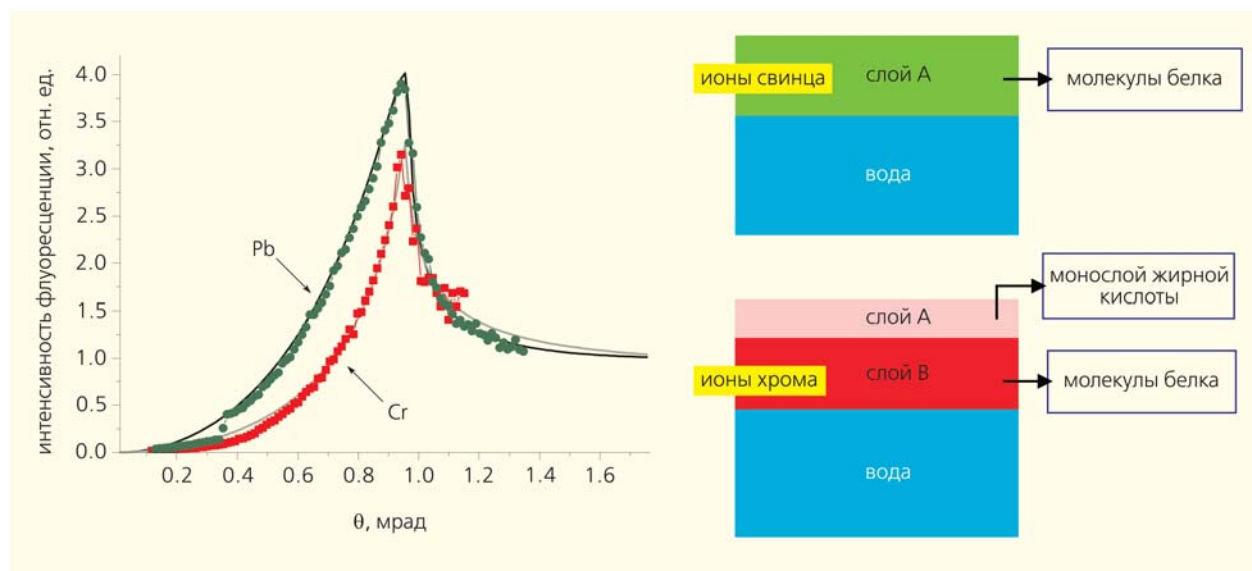 интенсивность флуоресценции, отн. ед.
4.0
3.5
3.0
2.5
2.0
1.5
1.0
0.5
0.0
Pb
Cr
0.2 0.4 0.6 0.8 1.0 1.2 1.4 1.6
θ, мрад
ионы свинца
слой А
молекулы белка
вода
монослой жирной
кислоты
слой А
ионы хрома
слой В
молекулы белка
вода